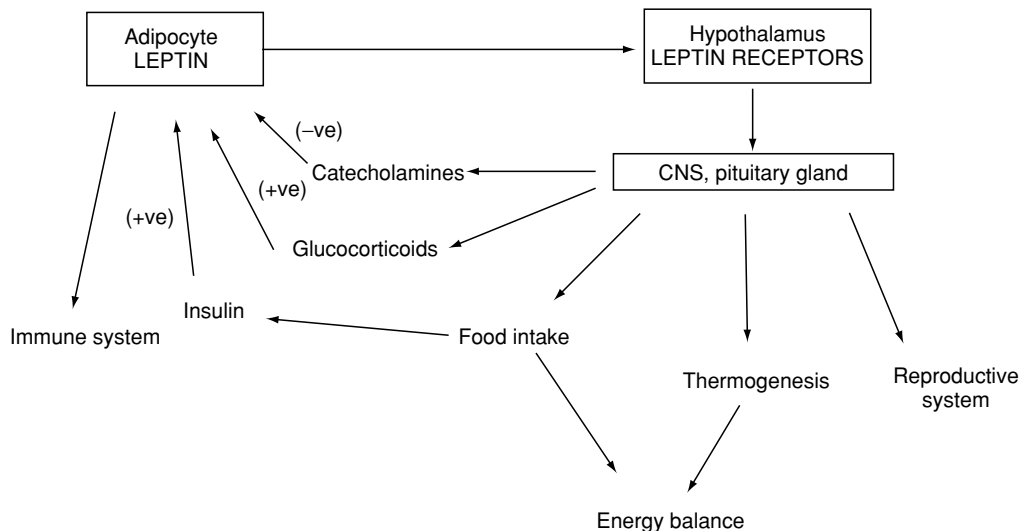 Adipocyte
LEPTIN
Hypothalamus
LEPTIN RECEPTORS
(–ve)
Catecholamines
CNS, pituitary gland
(+ve)
(+ve)
Glucocorticoids
Insulin
Immune system
Food intake
Thermogenesis
Reproductive
system
Energy balance